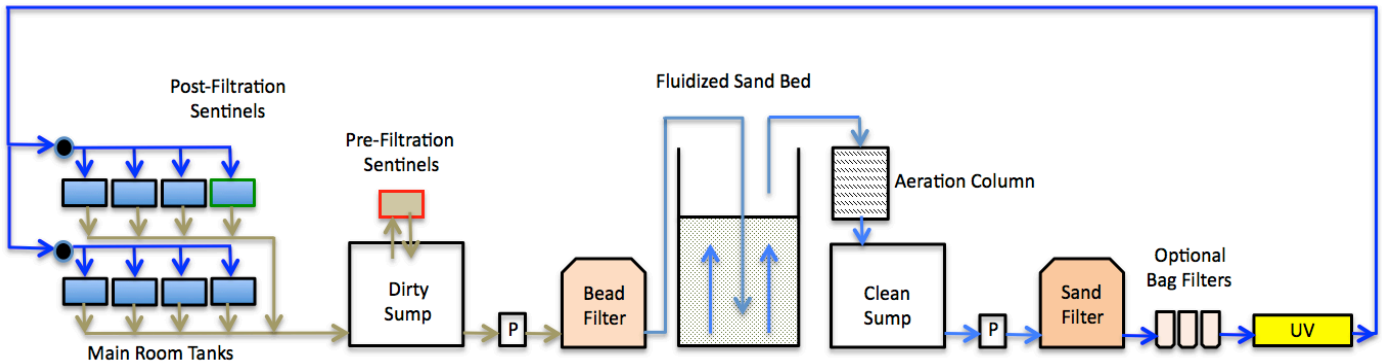 Post-Filtration
Sentinels
Pre-Filtration
Sentinels
Fluidized Sand Bed
Aeration Column
Dirty
Sump
P
Bead
Filter
Clean
Sump
P
Sand
Filter
Optional
Bag Filters
UV
Main Room Tanks